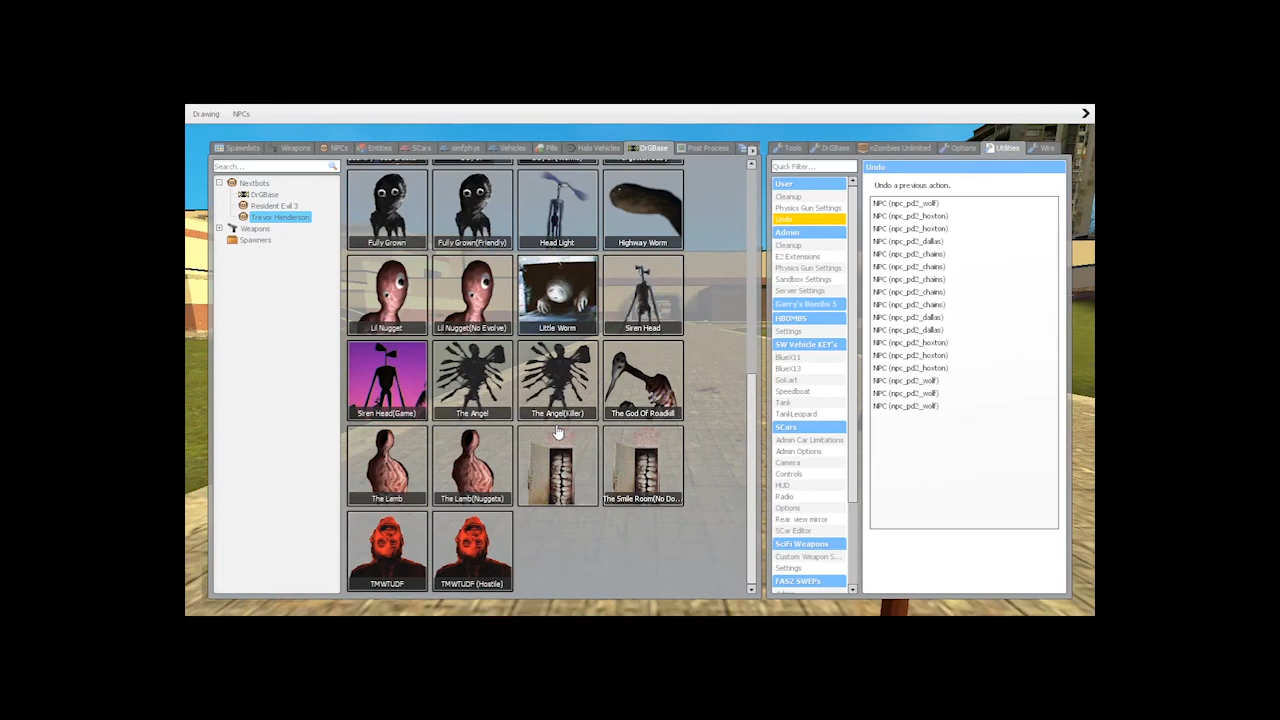 Drawing NPCs
Spawnlists Weapons NPCs Entities SCars simfphys Vehicles Pills Halo Vehicles DrGBase Post Process
Tools DrGBase nZombies Unlimited Options Utilities Wire
Search...
Nextbots
DrGBase
Resident Evil 3
Trevor Henderson
Weapons
Spawners
Fully Grown
Fully Grown(Friendly)
Head Light
Highway Worm
Lil Nugget
Lil Nugget(No Evolve)
Little Worm
Siren Head
Siren Head(Game)
The Angel
The Angel(Killer)
The God Of Roadkill
The Lamb
The Lamb(Nuggets)
The Smile Room(No Do...
TMWTUDF
TMWTUDF (Hostile)
Quick Filter...
User
Cleanup
Physics Gun Settings
Undo
Admin
Cleanup
E2 Extensions
Physics Gun Settings
Sandbox Settings
Server Settings
Garry's Bombs 5
HBOMBS
Settings
SW Vehicle KEY's
BlueX11
BlueX13
GoKart
Speedboat
Tank
TankLeopard
SCars
Admin Car Limitations
Admin Options
Camera
Controls
HUD
Radio
Options
Rear view mirror
SCar Editor
SciFi Weapons
Custom Weapon S...
Settings
FASZ SWEPs
Undo
Undo a previous action.
NPC (npc_pd2_wolf)
NPC (npc_pd2_hoxton)
NPC (npc_pd2_hoxton)
NPC (npc_pd2_dallas)
NPC (npc_pd2_chains)
NPC (npc_pd2_chains)
NPC (npc_pd2_chains)
NPC (npc_pd2_chains)
NPC (npc_pd2_chains)
NPC (npc_pd2_dallas)
NPC (npc_pd2_dallas)
NPC (npc_pd2_hoxton)
NPC (npc_pd2_hoxton)
NPC (npc_pd2_hoxton)
NPC (npc_pd2_wolf)
NPC (npc_pd2_wolf)
NPC (npc_pd2_wolf)